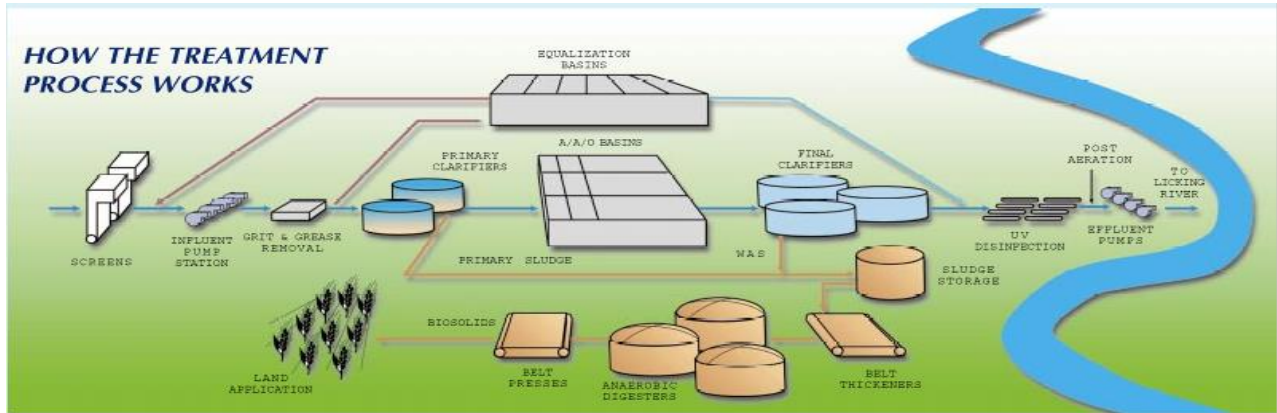 HOW THE TREATMENT
PROCESS WORKS
EQUALIZATION
BASINS
A/A/O BASINS
PRIMARY
CLARIFIERS
FINAL
CLARIFIERS
POST
AERATION
TO
LICKING
RIVER
SCREENS
INFLUENT
PUMP
STATION
GRIT & GREASE
REMOVAL
UV
DISINFECTION
EFFLUENT
PUMPS
PRIMARY SLUDGE
WAS
SLUDGE
STORAGE
BIOSOLIDS
LAND
APPLICATION
BELT
PRESSES
ANAEROBIC
DIGESTERS
BELT
THICKENERS